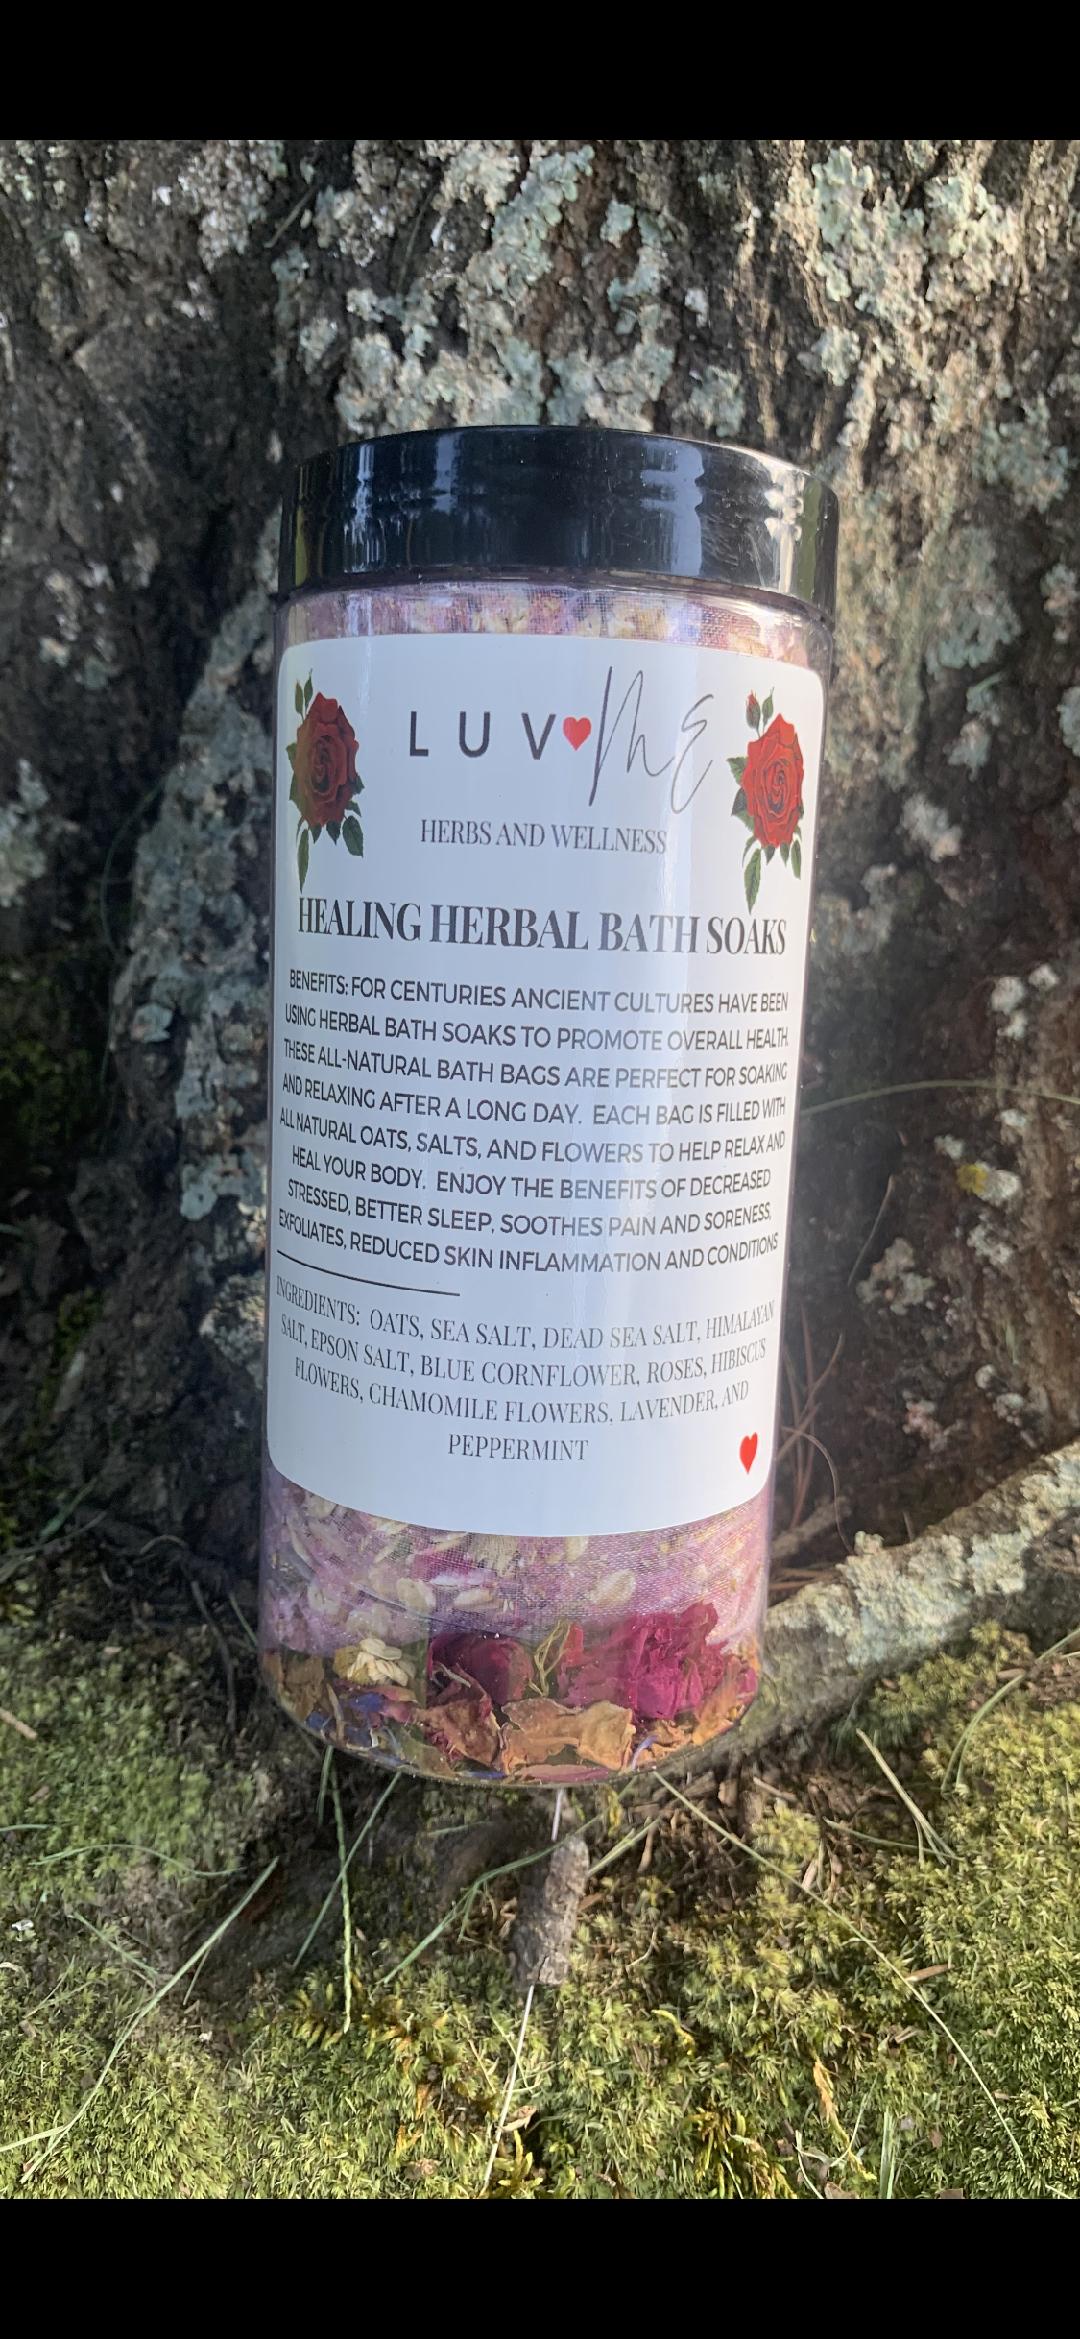 LUV ME
HERBS AND WELLNESS
HEALING HERBAL BATH SOAKS
BENEFITS: FOR CENTURIES ANCIENT CULTURES HAVE BEEN
USING HERBAL BATH SOAKS TO PROMOTE OVERALL HEALTH.
THESE ALL-NATURAL BATH BAGS ARE PERFECT FOR SOAKING
AND RELAXING AFTER A LONG DAY. EACH BAG IS FILLED WITH
ALL NATURAL OATS, SALTS, AND FLOWERS TO HELP RELAX AND
HEAL YOUR BODY. ENJOY THE BENEFITS OF DECREASED
STRESSED, BETTER SLEEP, SOOTHES PAIN AND SORENESS,
EXFOLIATES, REDUCED SKIN INFLAMMATION AND CONDITIONS
INGREDIENTS: OATS, SEA SALT, DEAD SEA SALT, HIMALAYAN
SALT, EPSON SALT, BLUE CORNFLOWER, ROSES, HIBISCUS
FLOWERS, CHAMOMILE FLOWERS, LAVENDER, AND
PEPPERMINT